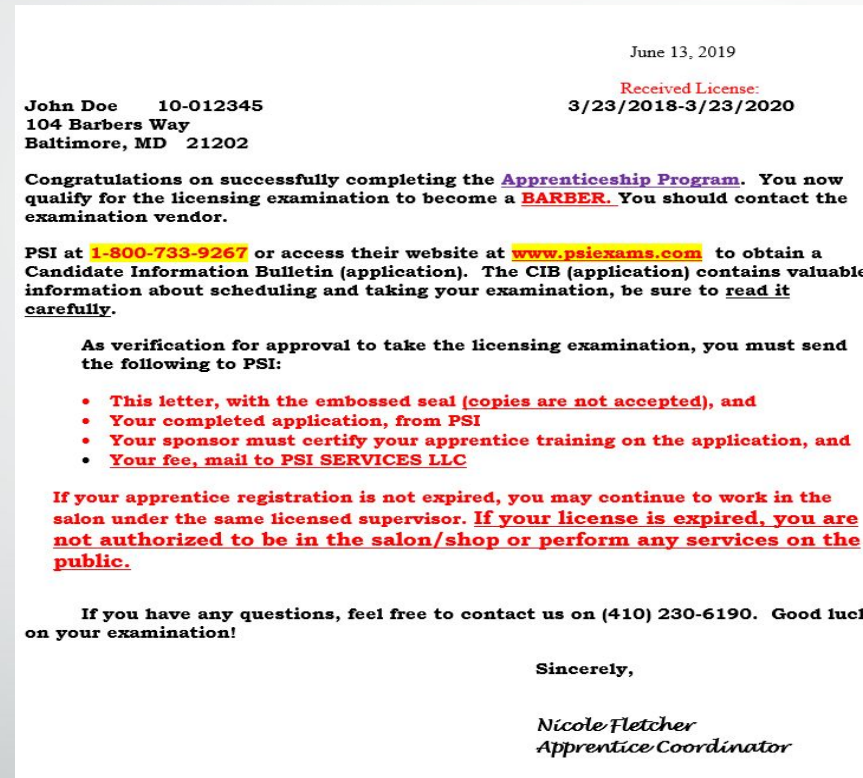 June 13, 2019
Received License:
John Doe 10-012345 3/23/2018-3/23/2020
104 Barbers Way
Baltimore, MD 21202
Congratulations on successfully completing the Apprenticeship Program. You now
qualify for the licensing examination to become a BARBER. You should contact the
examination vendor.
PSI at 1-800-733-9267 or access their website at www.psiexams.com to obtain a
Candidate Information Bulletin (application). The CIB (application) contains valuable
information about scheduling and taking your examination, be sure to read it
carefully.
As verification for approval to take the licensing examination, you must send
the following to PSI:
• This letter, with the embossed seal (copies are not accepted), and
• Your completed application, from PSI
• Your sponsor must certify your apprentice training on the application, and
• Your fee, mail to PSI SERVICES LLC
If your apprentice registration is not expired, you may continue to work in the
salon under the same licensed supervisor. If your license is expired, you are
not authorized to be in the salon/shop or perform any services on the
public.
If you have any questions, feel free to contact us on (410) 230-6190. Good luck
on your examination!
Sincerely,
Nicole Fletcher
Apprentice Coordinator